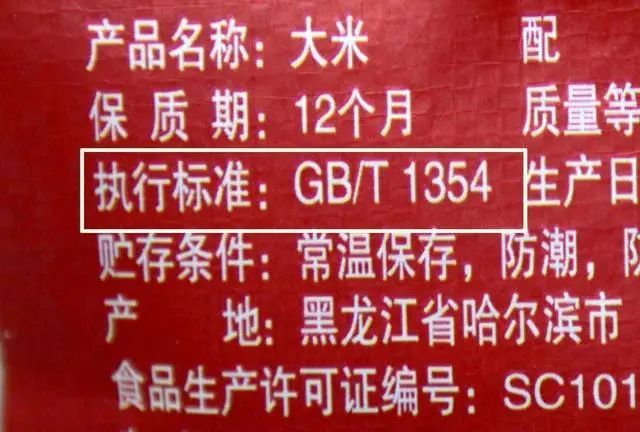 产品名称：大米 配
保质期：12个月 质量等
执行标准：GB/T 1354 生产日
贮存条件：常温保存，防潮，防
产地：黑龙江省哈尔滨市
食品生产许可证编号：SC101